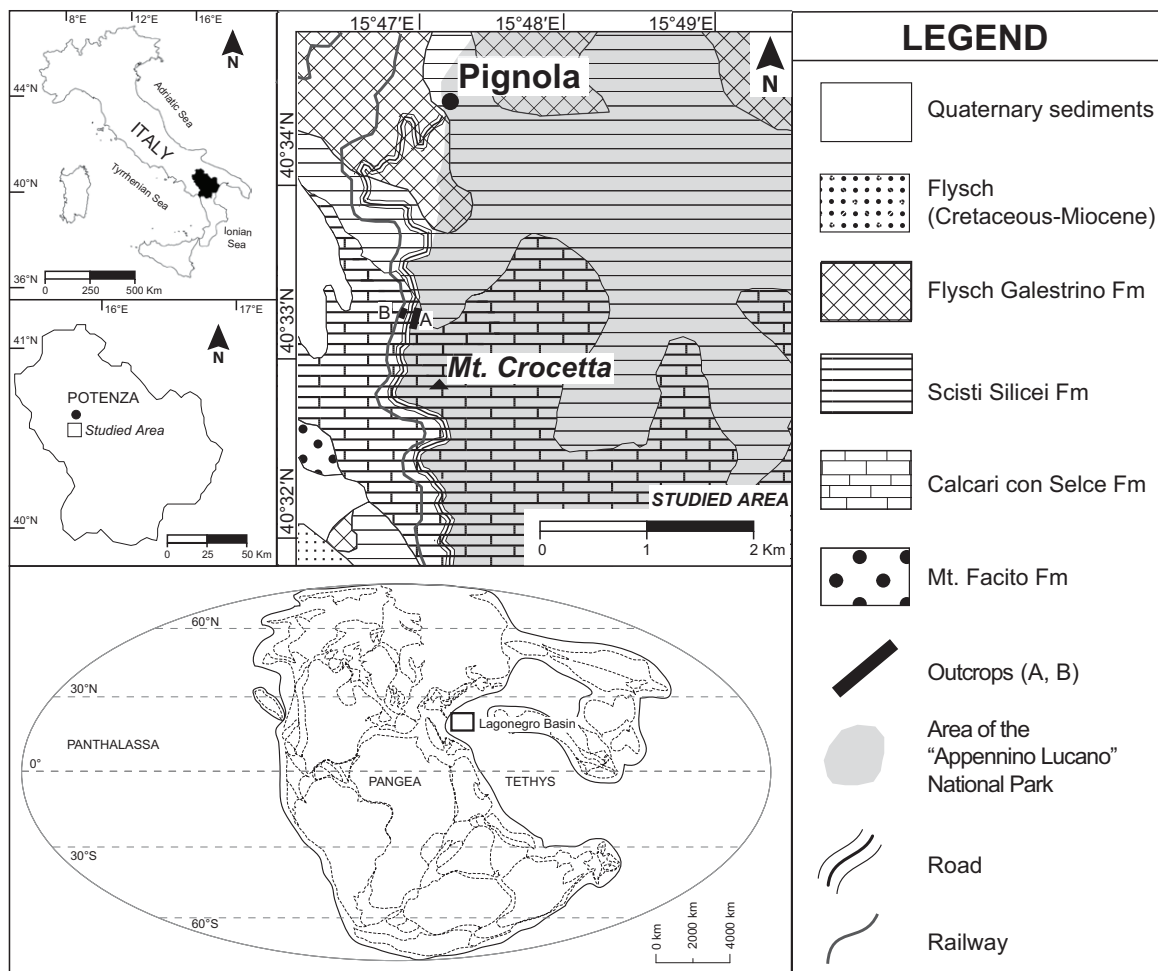 8°E 12°E 16°E
N
44°N
Adriatic Sea
ITALY
40°N
Tyrrhenian Sea
Ionian
Sea
36°N
0 250 500 Km
16°E 17°E
N
41°N
POTENZA
Studied Area
40°N
0 25 50 Km
15°47′E 15°48′E 15°49′E
N
Pignola
40°34′N
40°33′N
B
A
Mt. Crocetta
40°32′N
STUDIED AREA
0 1 2 Km
60°N
30°N
Lagonegro Basin
PANTHALASSA
0°
PANGEA
TETHYS
30°S
60°S
0 km
2000 km
4000 km
LEGEND
Quaternary sediments
Flysch
(Cretaceous-Miocene)
Flysch Galestrino Fm
Scisti Silicei Fm
Calcari con Selce Fm
Mt. Facito Fm
Outcrops (A, B)
Area of the
“Appennino Lucano”
National Park
Road
Railway